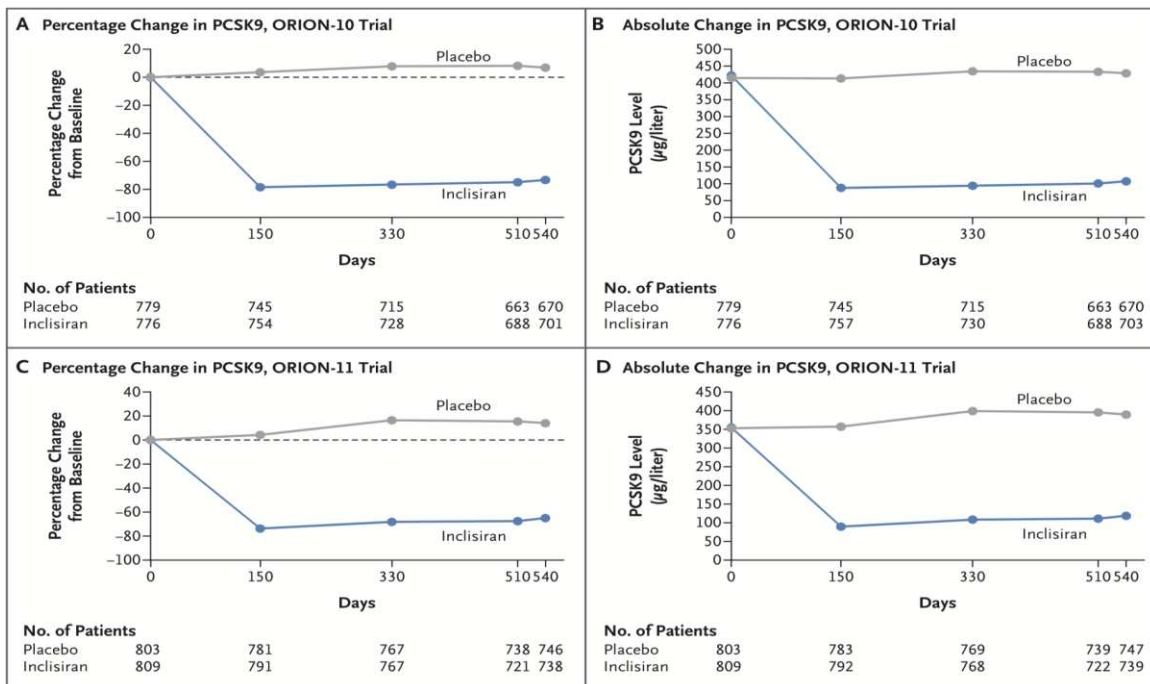 A Percentage Change in PCSK9, ORION-10 Trial
Percentage Change
from Baseline
20
0
−20
−40
−60
−80
−100
Placebo
Inclisiran
0 150 330 510 540
Days
No. of Patients
Placebo 779 745 715 663 670
Inclisiran 776 754 728 688 701
B Absolute Change in PCSK9, ORION-10 Trial
PCSK9 Level
(µg/liter)
500
450
400
350
300
250
200
150
100
50
0
Placebo
Inclisiran
0 150 330 510 540
Days
No. of Patients
Placebo 779 745 715 663 670
Inclisiran 776 757 730 688 703
C Percentage Change in PCSK9, ORION-11 Trial
Percentage Change
from Baseline
40
20
0
−20
−40
−60
−80
−100
Placebo
Inclisiran
0 150 330 510 540
Days
No. of Patients
Placebo 803 781 767 738 746
Inclisiran 809 791 767 721 738
D Absolute Change in PCSK9, ORION-11 Trial
PCSK9 Level
(µg/liter)
450
400
350
300
250
200
150
100
50
0
Placebo
Inclisiran
0 150 330 510 540
Days
No. of Patients
Placebo 803 783 769 739 747
Inclisiran 809 792 768 722 739